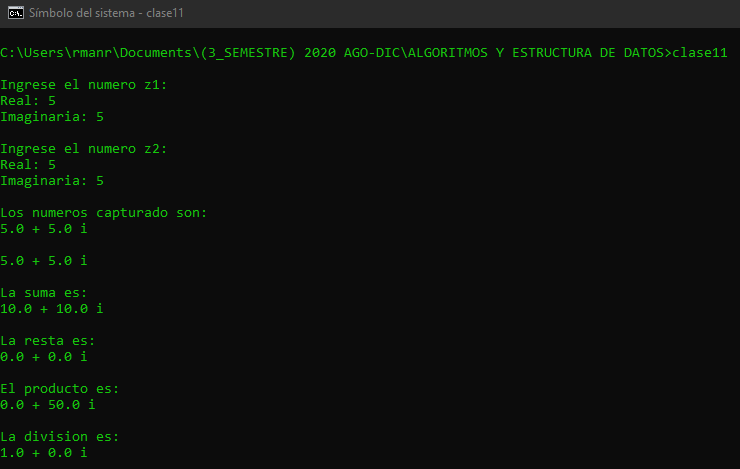 Símbolo del sistema - clase11
C:\Users\rmanr\Documents\(3_SEMESTRE) 2020 AGO-DIC\ALGORITMOS Y ESTRUCTURA DE DATOS>clase11
Ingrese el numero z1:
Real: 5
Imaginaria: 5
Ingrese el numero z2:
Real: 5
Imaginaria: 5
Los numeros capturado son:
5.0 + 5.0 i
5.0 + 5.0 i
La suma es:
10.0 + 10.0 i
La resta es:
0.0 + 0.0 i
El producto es:
0.0 + 50.0 i
La division es:
1.0 + 0.0 i